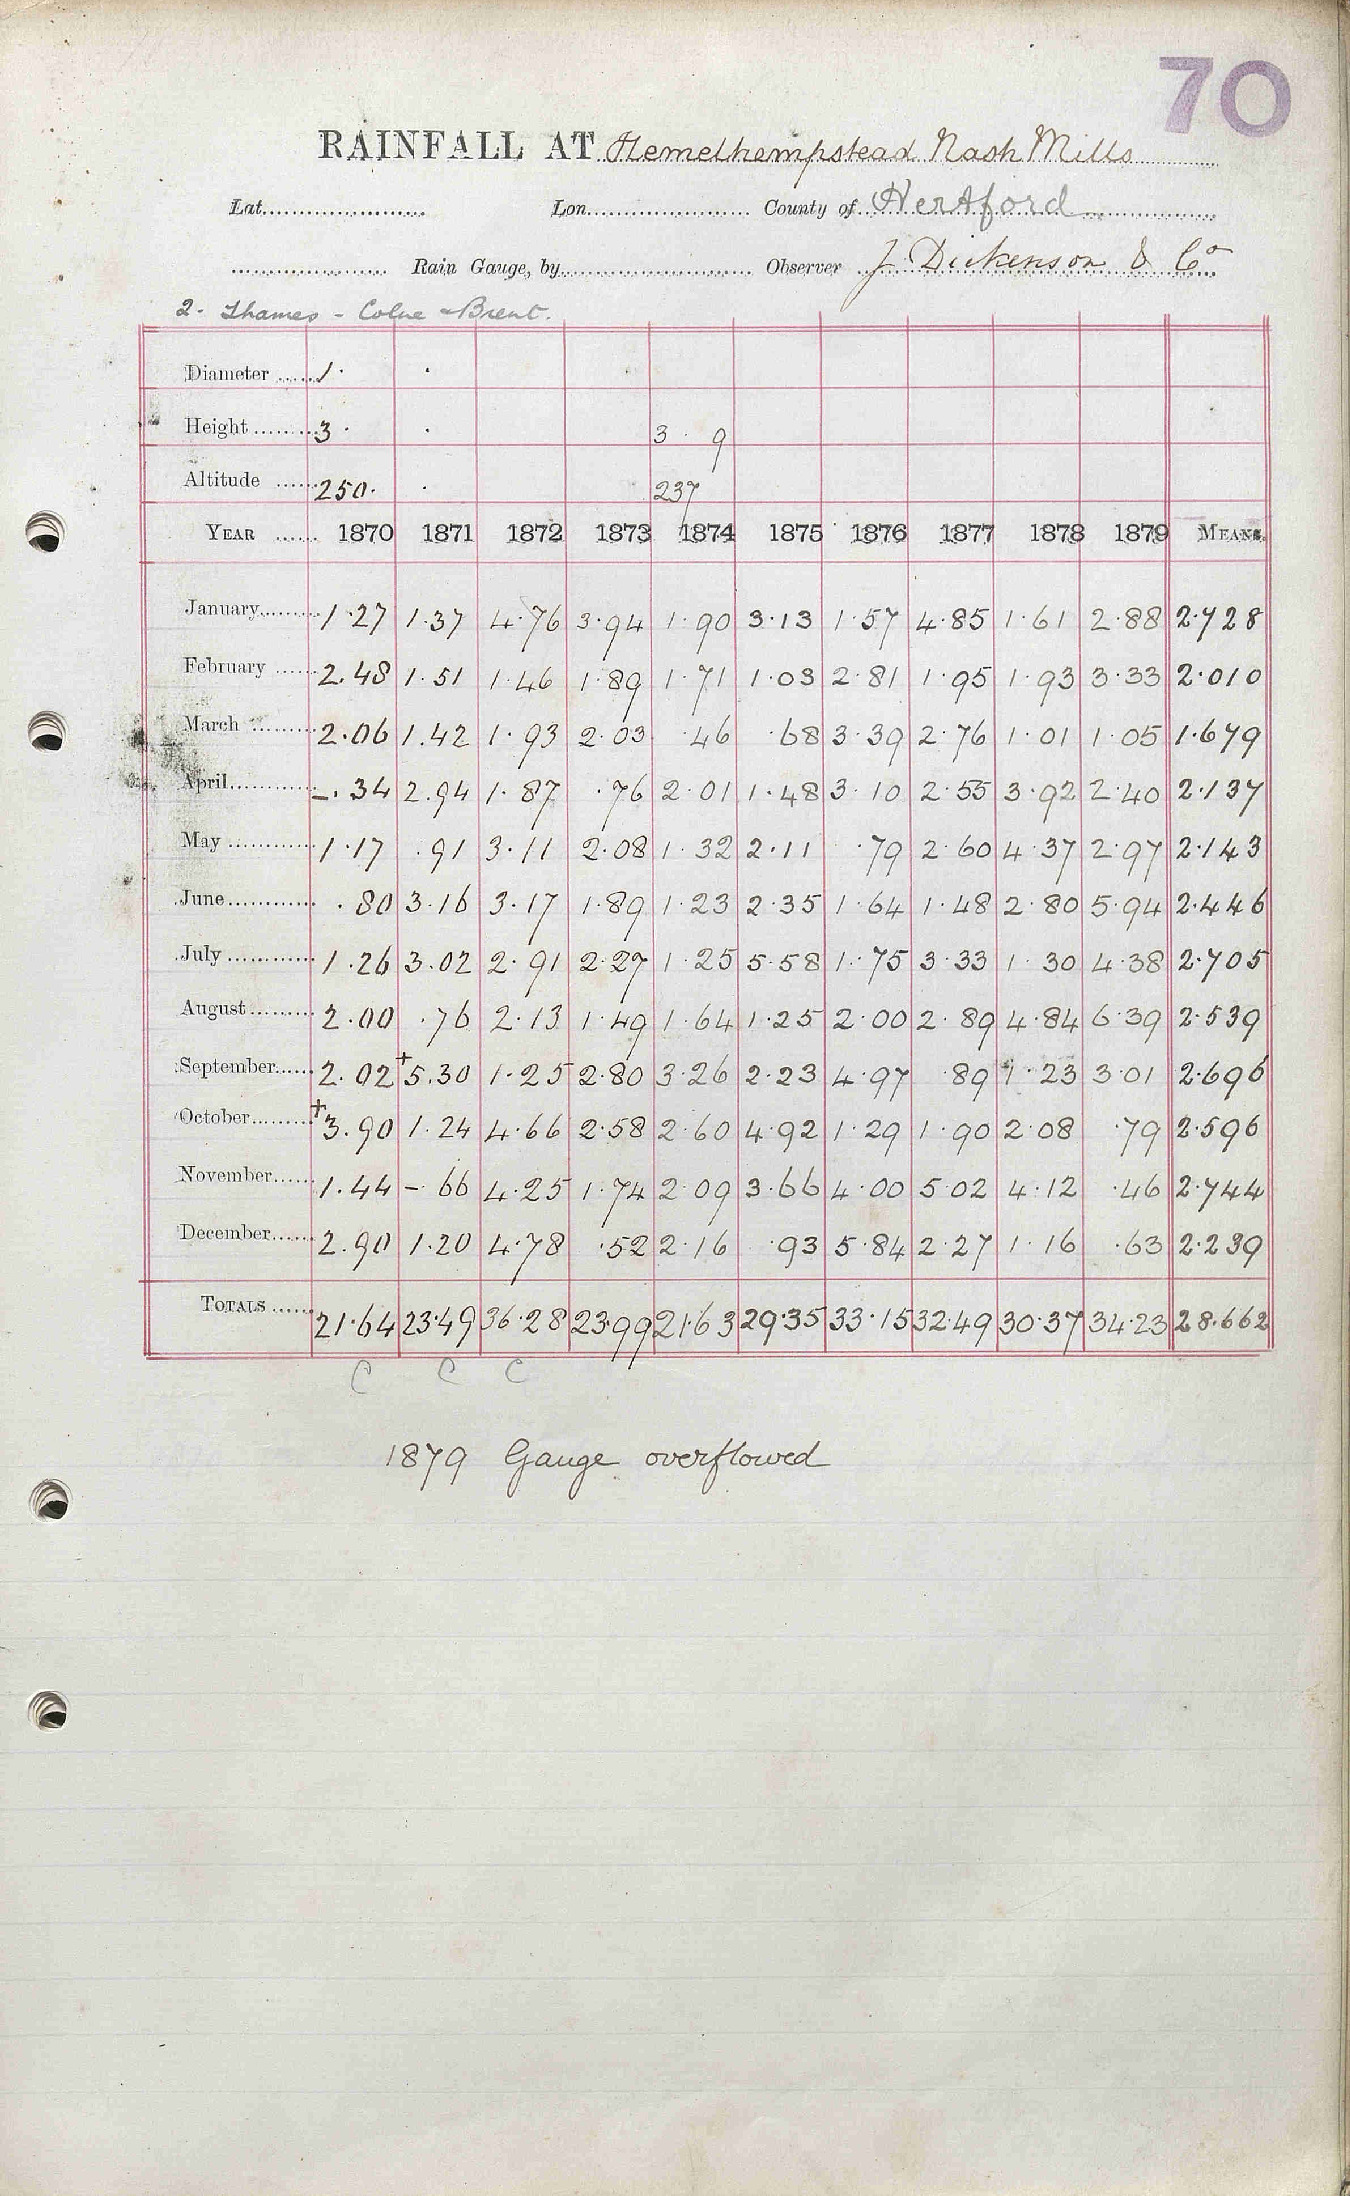 70
RAINFALL AT Hemelhempstead Nash Mills
Lat. Lon. County of Hertford
Rain Gauge, by Observer J. Dickenson & Co
2. Thames - Colne & Brent.
Diameter 1 ·  ·
Height 3 ·  · 3 · 9
Altitude 250 ·  · 237
YEAR 1870 1871 1872 1873 1874 1875 1876 1877 1878 1879 MEANS.
January 1·27 1·37 4·76 3·94 1·90 3·13 1·57 4·85 1·61 2·88 2·728
February 2.48 1·51 1·46 1·89 1·71 1·03 2·81 1·95 1·93 3·33 2·010
March 2.06 1.42 1·93 2·03 ·46 ·68 3·39 2·76 1·01 1·05 1·679
April –.34 2.94 1·87 ·76 2·01 1·48 3·10 2·55 3·92 2·40 2·137
May 1·17 ·91 3·11 2·08 1·32 2·11 ·79 2·60 4·37 2·97 2·143
June ·80 3·16 3·17 1·89 1·23 2·35 1·64 1·48 2·80 5·94 2·446
July 1·26 3.02 2·91 2·27 1·25 5·58 1·75 3·33 1·30 4·38 2·705
August 2·00 ·76 2·13 1·49 1·64 1·25 2·00 2·89 4·84 6·39 2·539
September 2.02 +5.30 1·25 2·80 3·26 2·23 4·97 ·89 1·23 3·01 2·696
October +3.90 1·24 4·66 2·58 2·60 4·92 1·29 1·90 2·08 ·79 2·596
November 1.44 – 66 4·25 1·74 2·09 3·66 4·00 5·02 4·12 ·46 2·744
December 2.90 1·20 4·78 ·52 2·16 ·93 5·84 2·27 1·16 ·63 2·239
TOTALS 21·64 23·49 36·28 23·99 21·63 29·35 33·15 32·49 30·37 34·23 28·662
C C C
1879 Gauge overflowed